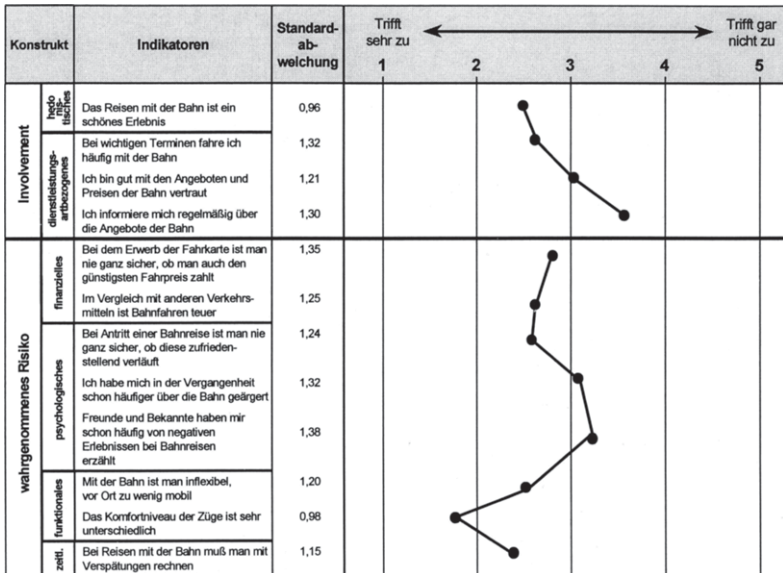 Konstrukt
Indikatoren
Standard-
ab-
weichung
Trifft
sehr zu
Trifft gar
nicht zu
1
2
3
4
5
Involvement
hedo
nis-
tisches
Das Reisen mit der Bahn ist ein
schönes Erlebnis
0,96
dienstleistungs-
artbezogenes
Bei wichtigen Terminen fahre ich
häufig mit der Bahn
1,32
Ich bin gut mit den Angeboten und
Preisen der Bahn vertraut
1,21
Ich informiere mich regelmäßig über
die Angebote der Bahn
1,30
wahrgenommenes Risiko
finanzielles
Bei dem Erwerb der Fahrkarte ist man
nie ganz sicher, ob man auch den
günstigsten Fahrpreis zahlt
1,35
Im Vergleich mit anderen Verkehrs-
mitteln ist Bahnfahren teuer
1,25
psychologisches
Bei Antritt einer Bahnreise ist man nie
ganz sicher, ob diese zufrieden-
stellend verläuft
1,24
Ich habe mich in der Vergangenheit
schon häufiger über die Bahn geärgert
1,32
Freunde und Bekannte haben mir
schon häufig von negativen
Erlebnissen bei Bahnreisen
erzählt
1,38
funktionales
Mit der Bahn ist man inflexibel,
vor Ort zu wenig mobil
1,20
Das Komfortniveau der Züge ist sehr
unterschiedlich
0,98
zeitl.
Bei Reisen mit der Bahn muß man mit
Verspätungen rechnen
1,15